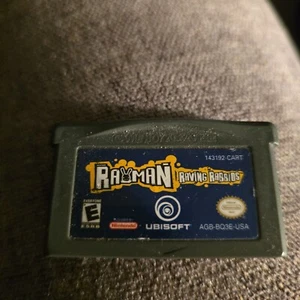 143192-CART
RAYMAN RAVING RABBIDS
EVERYONE
E
ESRB
Nintendo
UBISOFT
AGB-BQ3E-USA